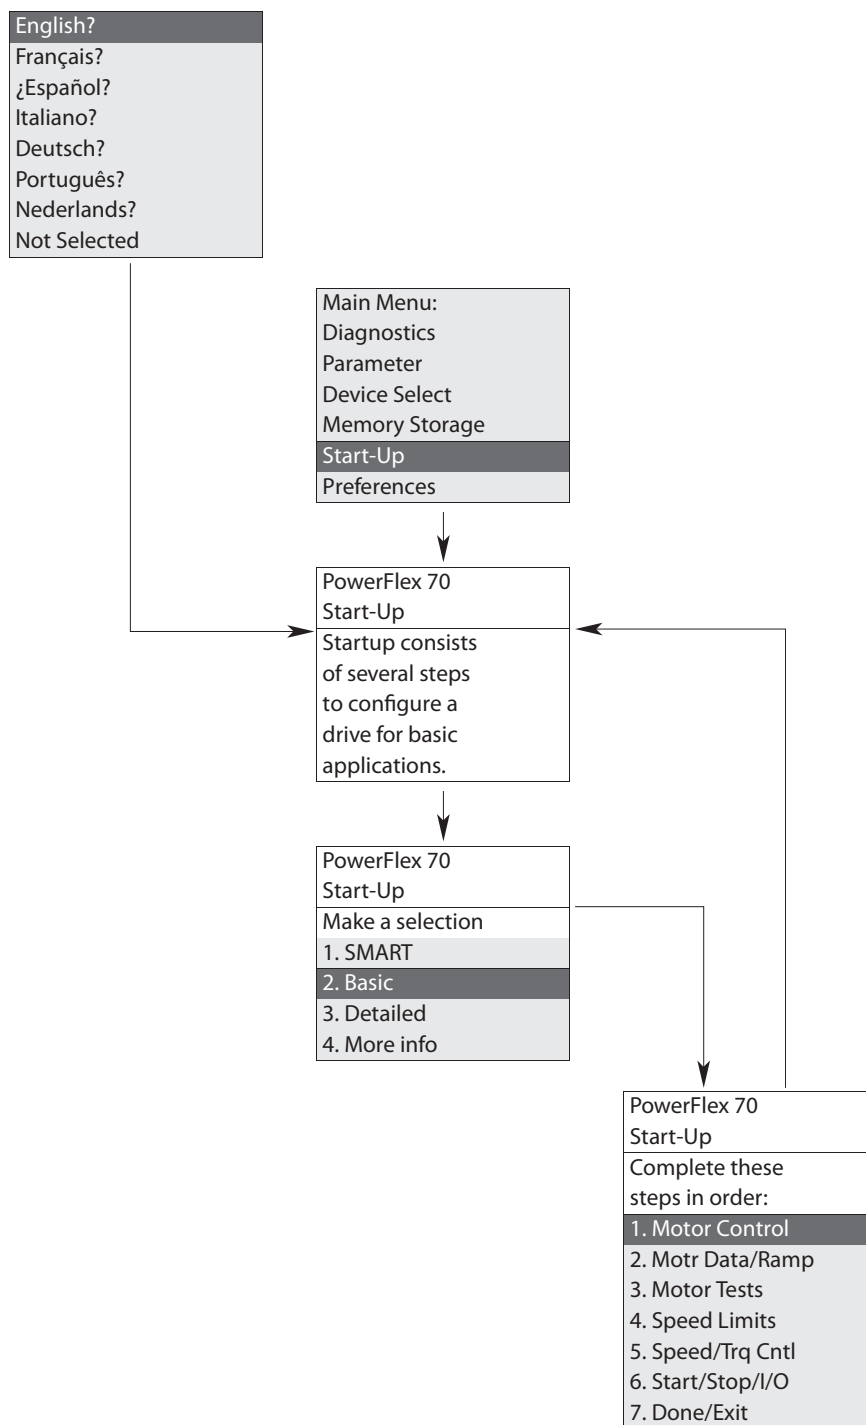 English?
Français?
¿Español?
Italiano?
Deutsch?
Português?
Nederlands?
Not Selected
Main Menu:
Diagnostics
Parameter
Device Select
Memory Storage
Start-Up
Preferences
PowerFlex 70
Start-Up
Startup consists
of several steps
to configure a
drive for basic
applications.
PowerFlex 70
Start-Up
Make a selection
1. SMART
2. Basic
3. Detailed
4. More info
PowerFlex 70
Start-Up
Complete these
steps in order:
1. Motor Control
2. Motr Data/Ramp
3. Motor Tests
4. Speed Limits
5. Speed/Trq Cntl
6. Start/Stop/I/O
7. Done/Exit